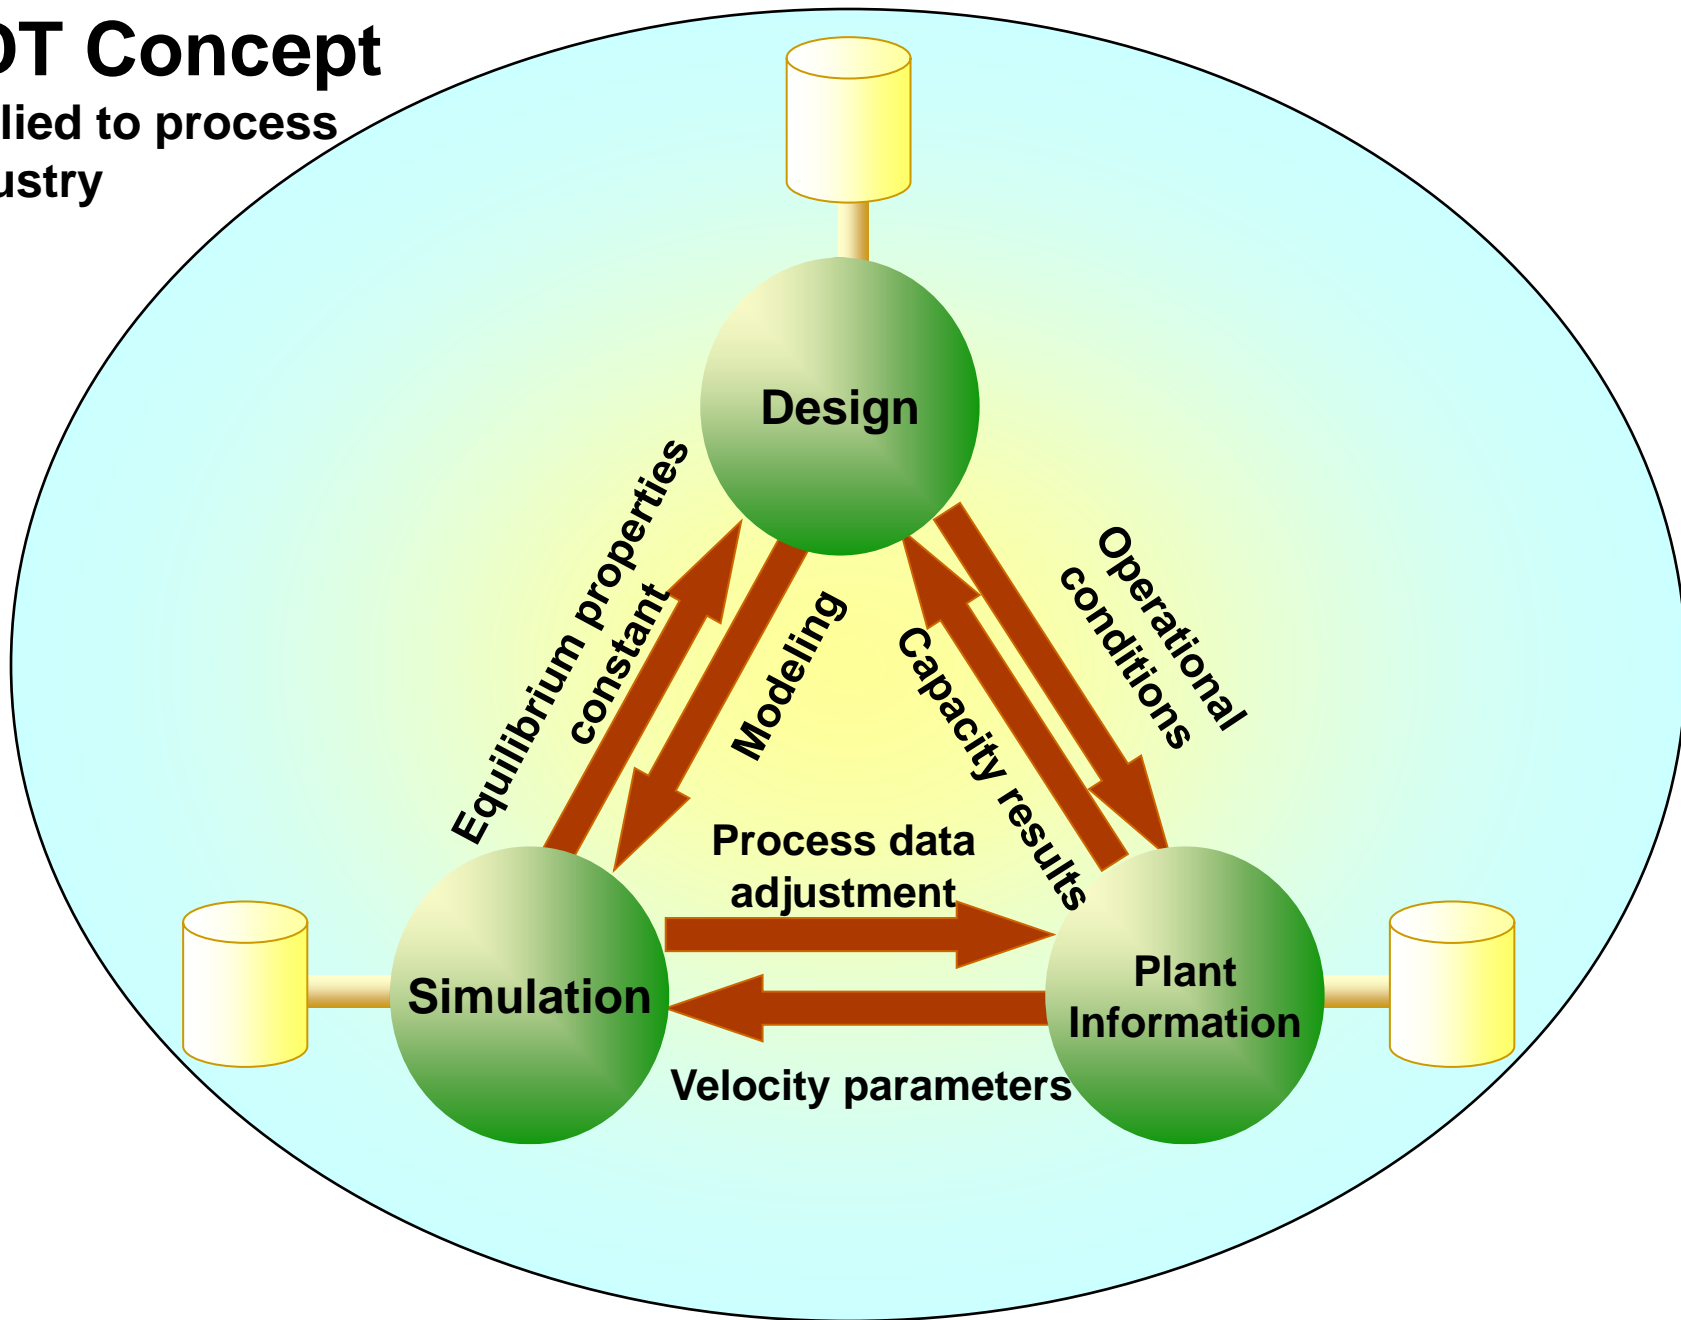 DT Concept
lied to process
ustry
Design
Equilibrium properties
constant
Modeling
Operational
conditions
Capacity results
Process data
adjustment
Simulation
Plant
Information
Velocity parameters